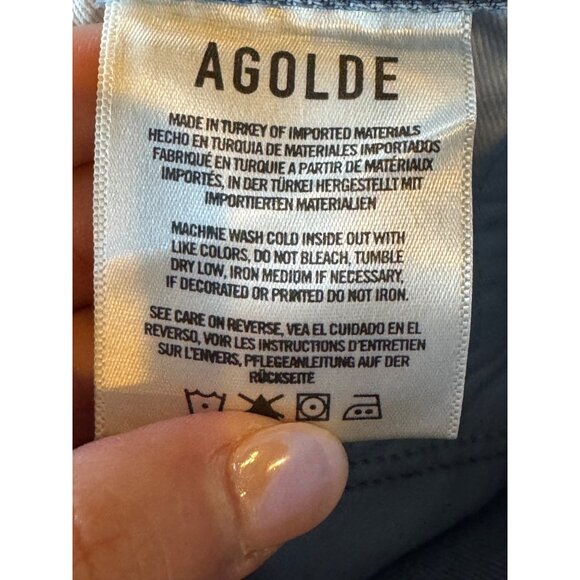 AGOLDE
MADE IN TURKEY OF IMPORTED MATERIALS
HECHO EN TURQUIA DE MATERIALES IMPORTADOS
FABRIQUÉ EN TURQUIE A PARTIR DE MATÉRIAUX
IMPORTÉS, IN DER TÜRKEI HERGESTELLT MIT
IMPORTIERTEN MATERIALIEN
MACHINE WASH COLD INSIDE OUT WITH
LIKE COLORS, DO NOT BLEACH, TUMBLE
DRY LOW, IRON MEDIUM IF NECESSARY,
IF DECORATED OR PRINTED DO NOT IRON.
SEE CARE ON REVERSE, VEA EL CUIDADO EN EL
REVERSO, VOIR LES INSTRUCTIONS D'ENTRETIEN
SUR L'ENVERS, PFLEGEANLEITUNG AUF DER
RÜCKSEITE